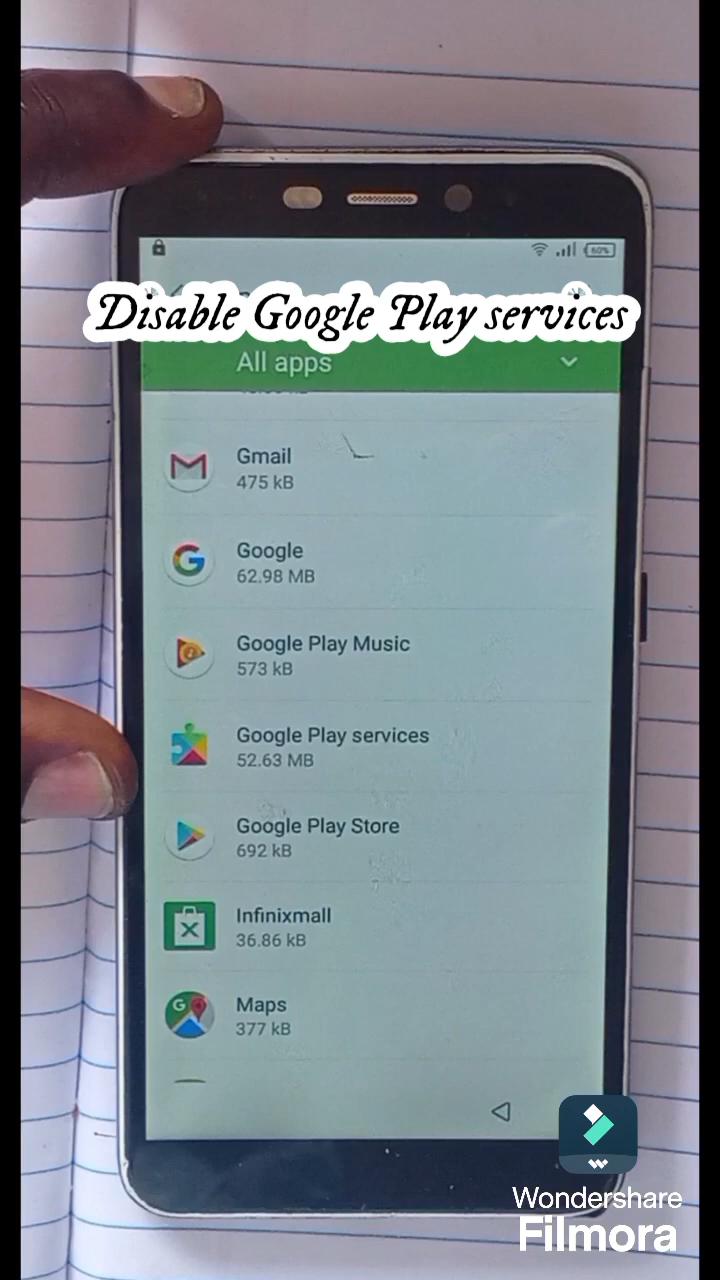 60%
Disable Google Play services
All apps
Gmail
475 kB
Google
62.98 MB
Google Play Music
573 kB
Google Play services
52.63 MB
Google Play Store
692 kB
Infinixmall
36.86 kB
Maps
377 kB
Wondershare
Filmora